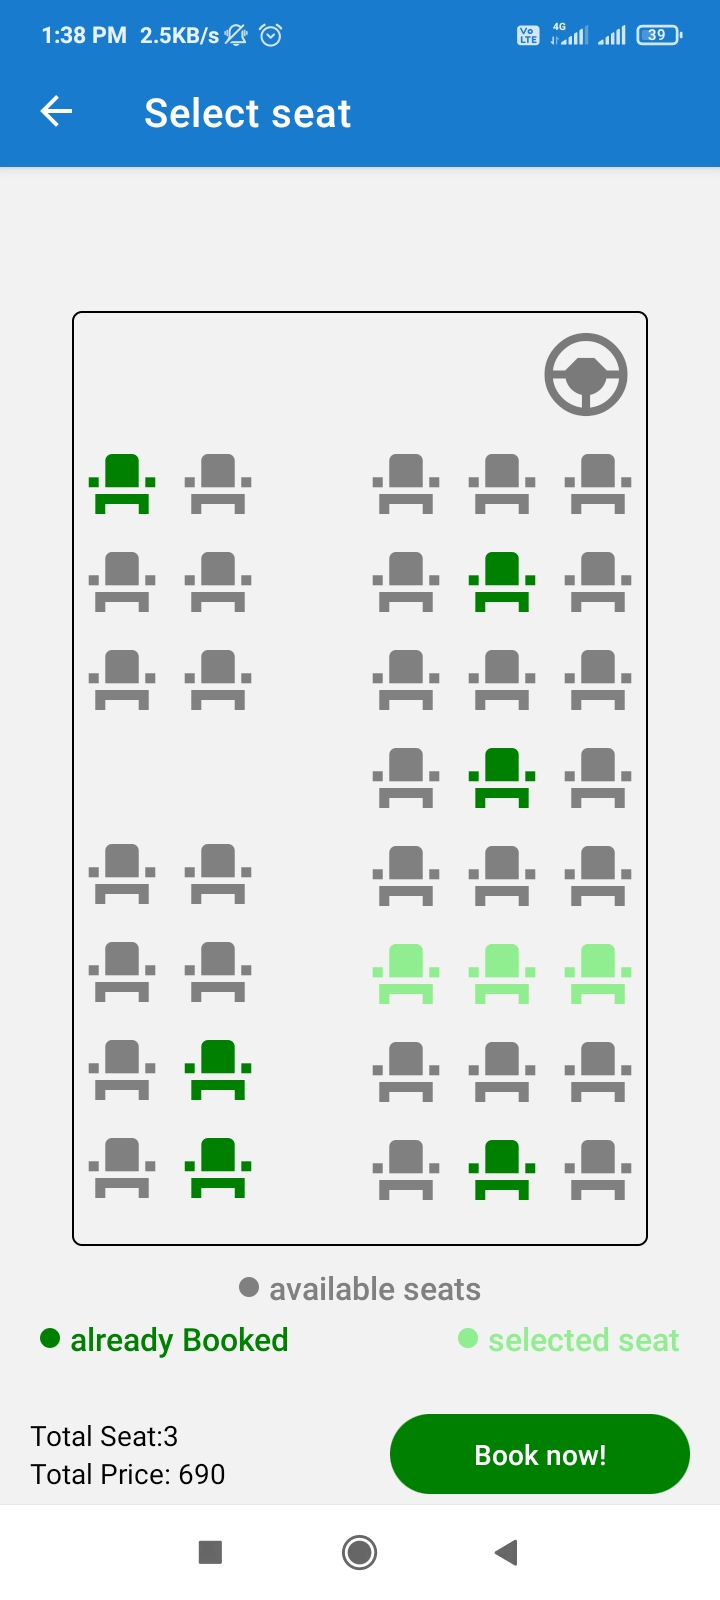 1:38 PM 2.5KB/s Vo LTE 4G 39
Select seat
available seats
already Booked selected seat
Total Seat:3
Total Price: 690
Book now!